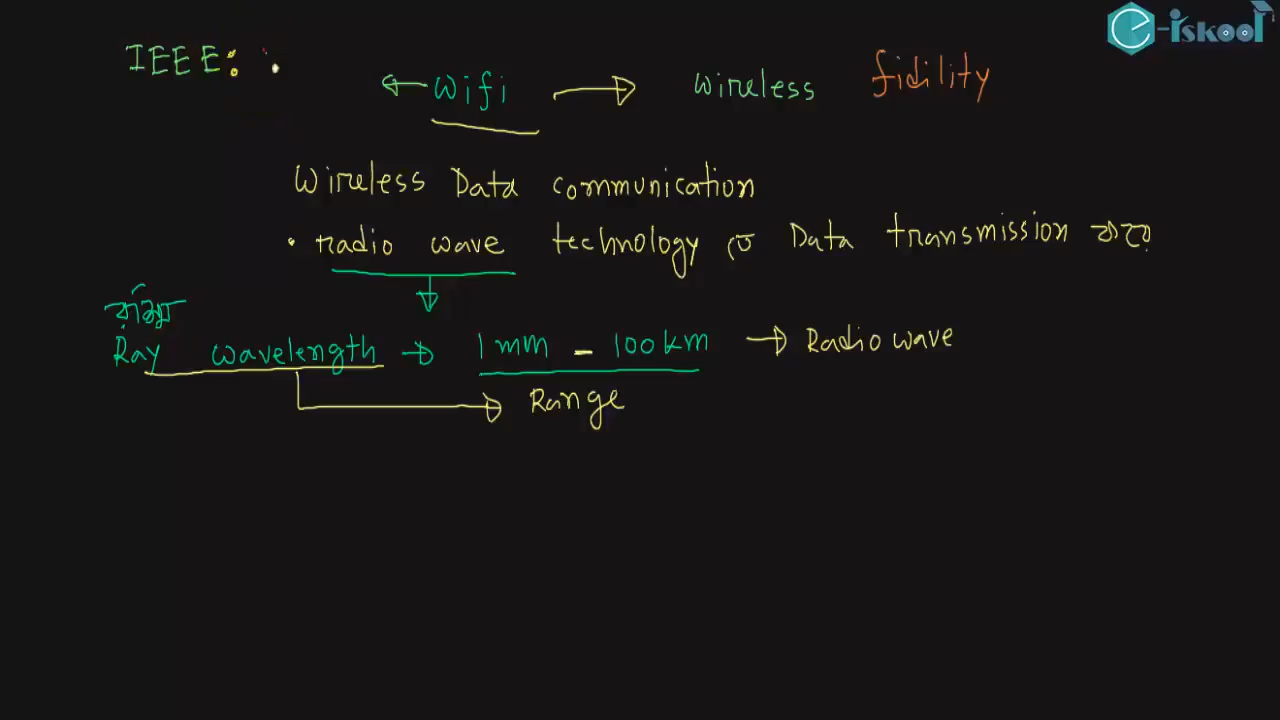 e-iskool
IEEE:
Wifi → wireless fidility
Wireless Data communication
• radio wave technology তে Data transmission করে
রশ্মি
Ray wavelength → 1mm - 100km → Radio wave
Range